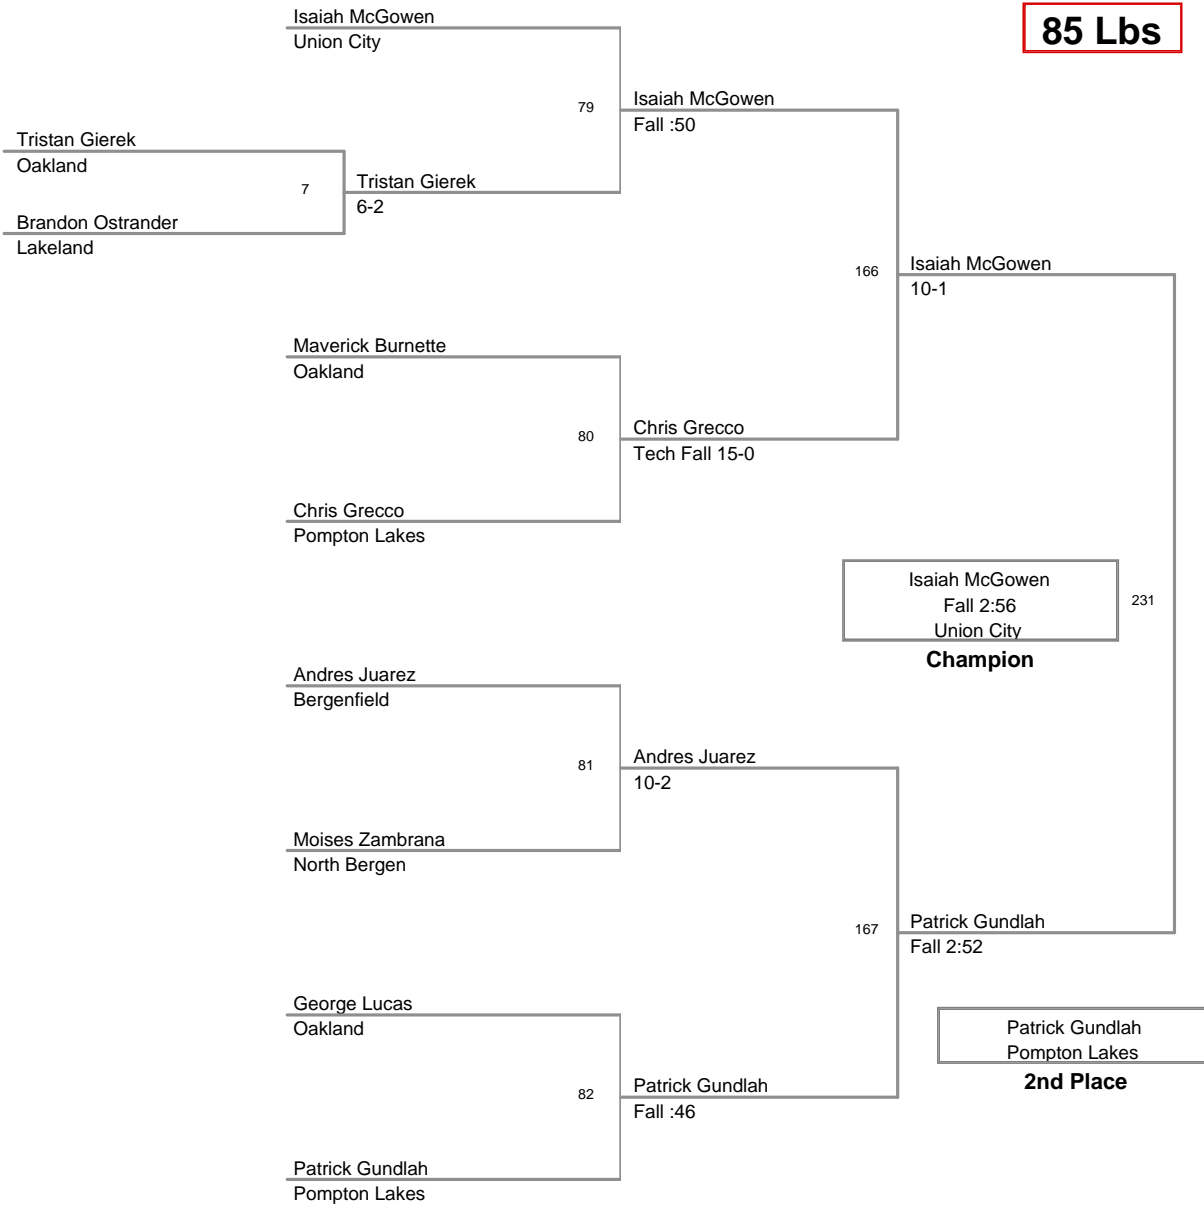 Isaiah McGowen
Union City
85 Lbs
79
Isaiah McGowen
Fall :50
Tristan Gierek
Oakland
7
Tristan Gierek
6-2
Brandon Ostrander
Lakeland
166
Isaiah McGowen
10-1
Maverick Burnette
Oakland
80
Chris Grecco
Tech Fall 15-0
Chris Grecco
Pompton Lakes
Isaiah McGowen
Fall 2:56
Union City
231
Champion
Andres Juarez
Bergenfield
81
Andres Juarez
10-2
Moises Zambrana
North Bergen
167
Patrick Gundlah
Fall 2:52
George Lucas
Oakland
Patrick Gundlah
Pompton Lakes
2nd Place
82
Patrick Gundlah
Fall :46
Patrick Gundlah
Pompton Lakes